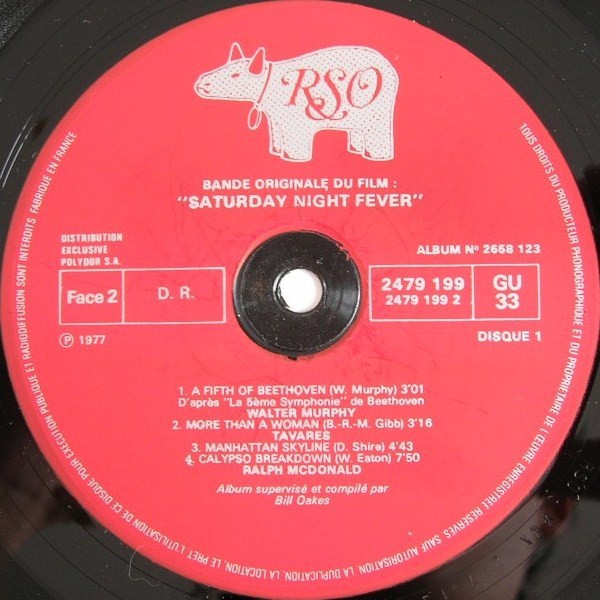 RSO
BANDE ORIGINALE DU FILM :
"SATURDAY NIGHT FEVER"
DISTRIBUTION
EXCLUSIVE
POLYDOR S.A.
ALBUM Nº 2658 123
Face 2
D. R.
2479 199
2479 199 2
GU
33
℗ 1977
DISQUE 1
1. A FIFTH OF BEETHOVEN (W. Murphy) 3'01
D'après "La 5ème Symphonie" de Beethoven
WALTER MURPHY
2. MORE THAN A WOMAN (B.-R.-M. Gibb) 3'16
TAVARES
3. MANHATTAN SKYLINE (D. Shire) 4'43
4. CALYPSO BREAKDOWN (W. Eaton) 7'50
RALPH MCDONALD
Album supervisé et compilé par
Bill Oakes
TOUS DROITS DU PRODUCTEUR PHONOGRAPHIQUE ET DU PROPRIETAIRE DE L'ŒUVRE ENREGISTREE RESERVES SAUF AUTORISATION, LA DUPLICATION, LA LOCATION, LE PRET, L'UTILISATION DE CE DISQUE POUR EXECUTION PUBLIQUE ET RADIODIFFUSION SONT INTERDITS FABRIQUE EN FRANCE